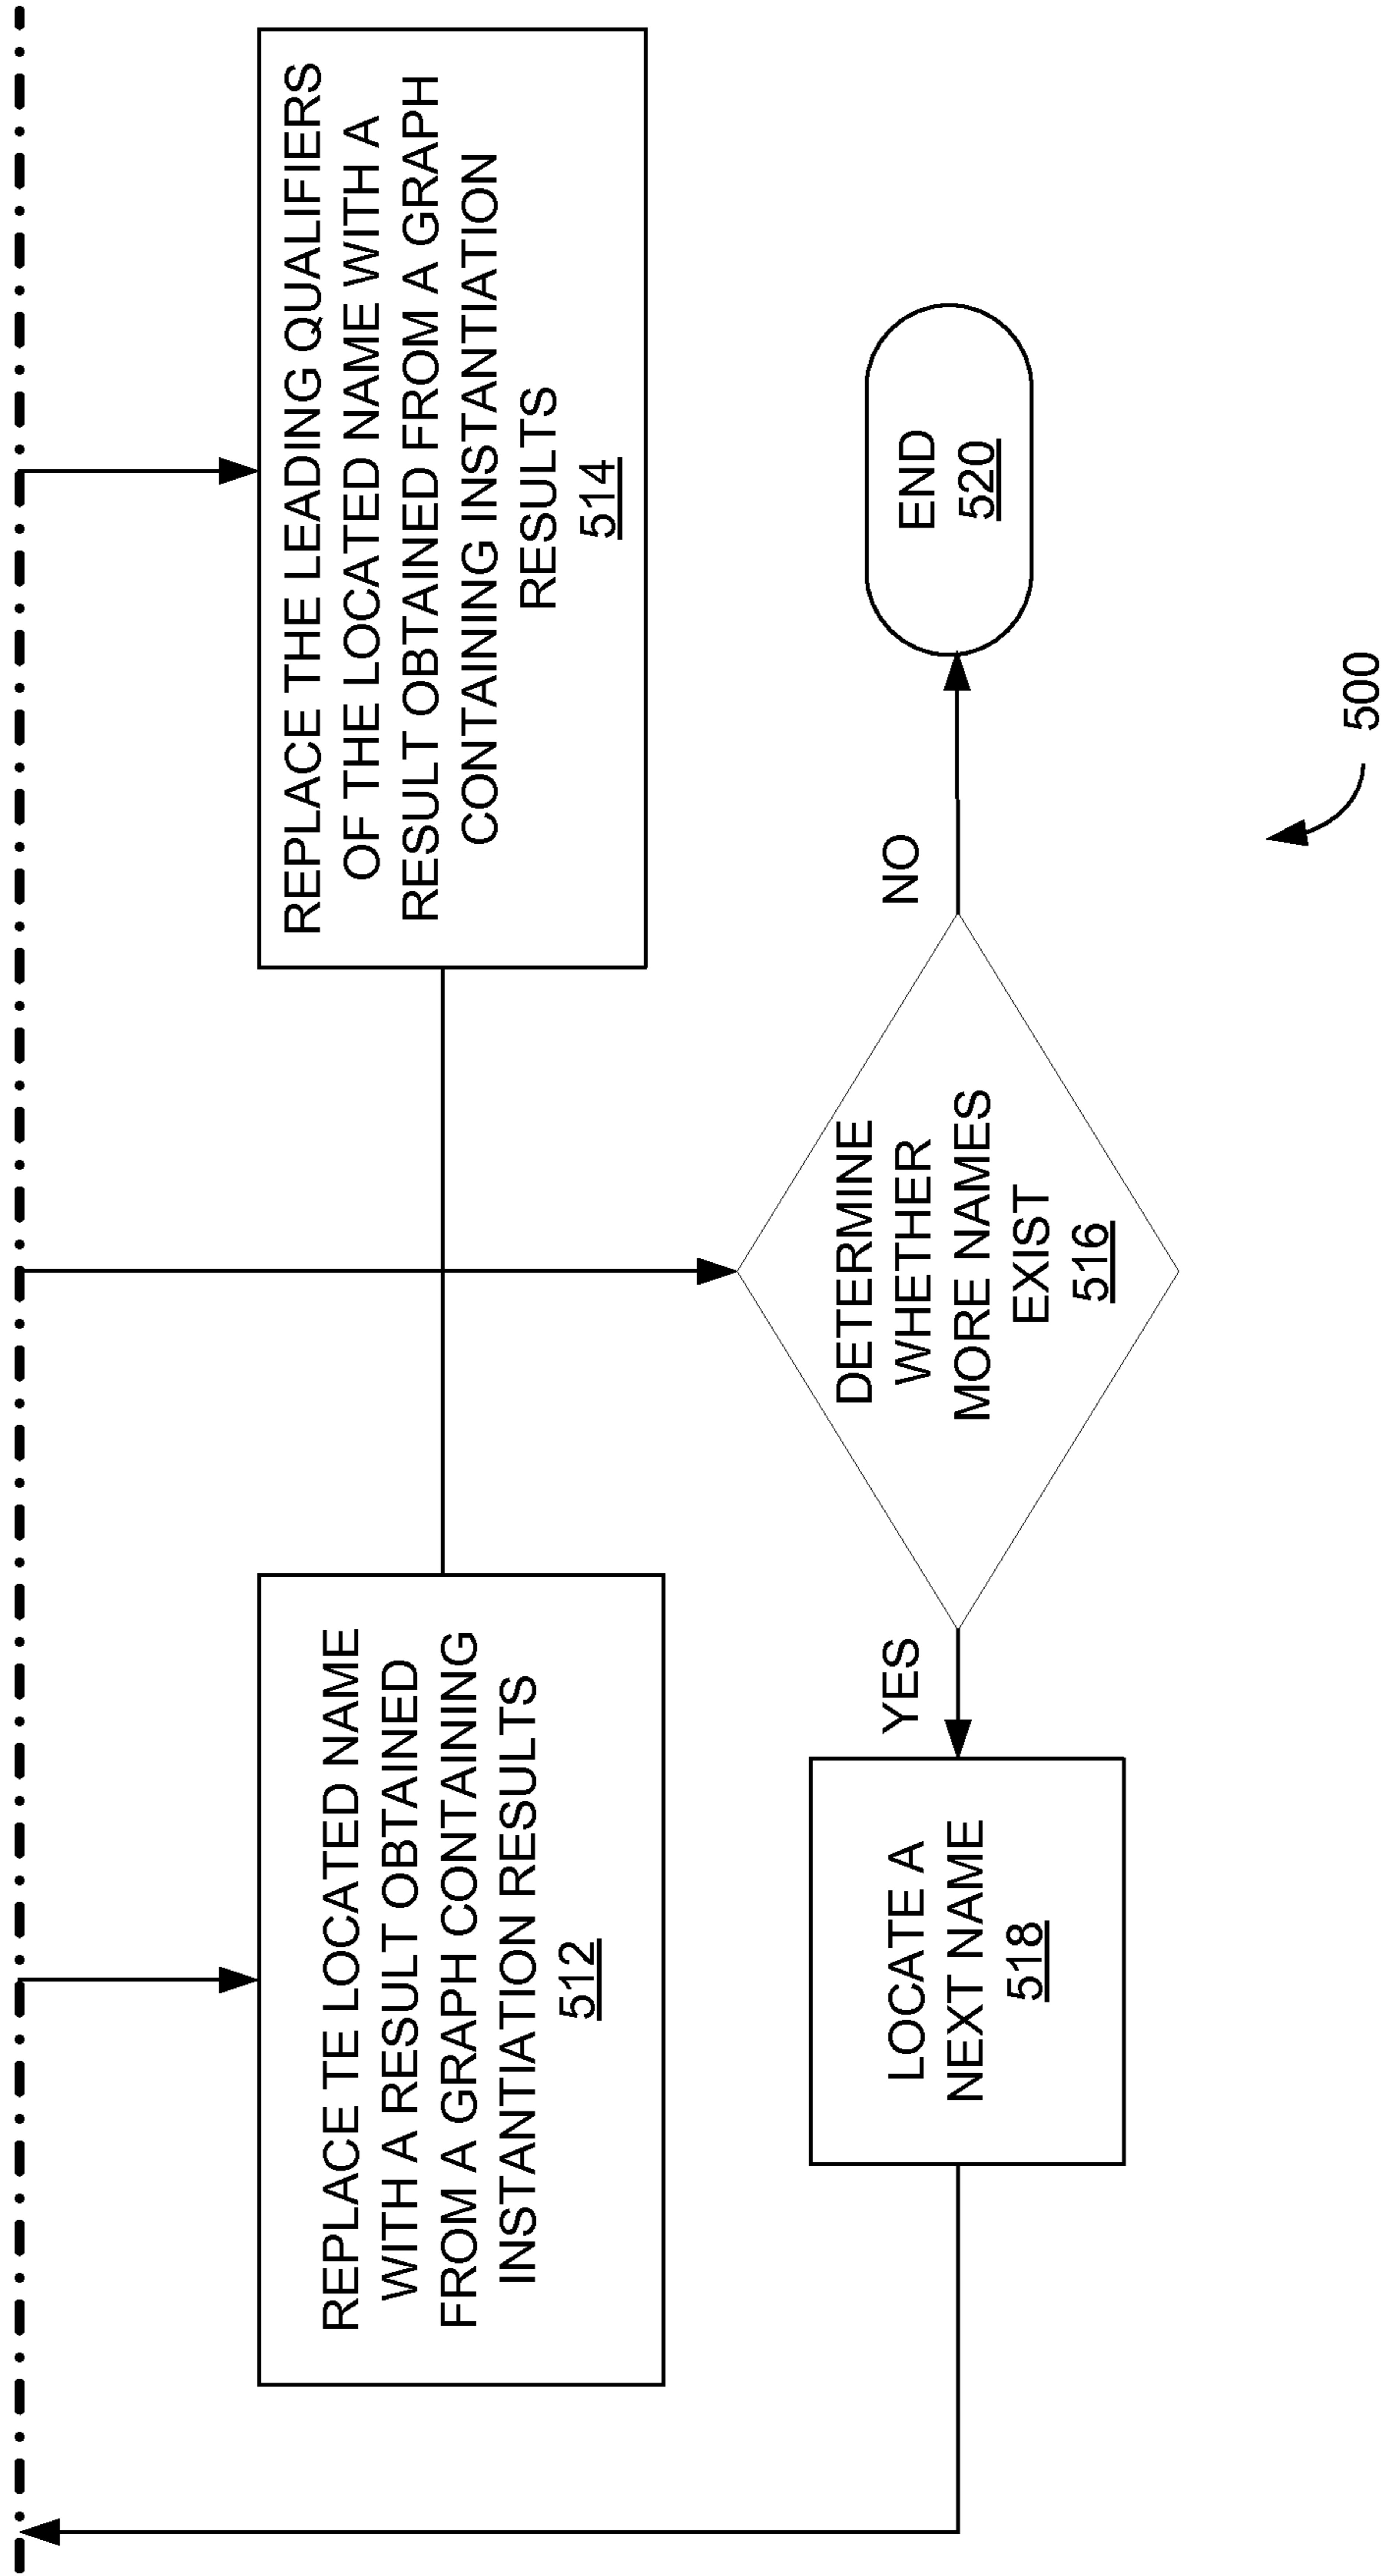 REPLACE TE LOCATED NAME
WITH A RESULT OBTAINED
FROM A GRAPH CONTAINING
INSTANTIATION RESULTS
512
REPLACE THE LEADING QUALIFIERS
OF THE LOCATED NAME WITH A
RESULT OBTAINED FROM A GRAPH
CONTAINING INSTANTIATION
RESULTS
514
DETERMINE
WHETHER
MORE NAMES
EXIST
516
YES
NO
LOCATE A
NEXT NAME
518
END
520
500